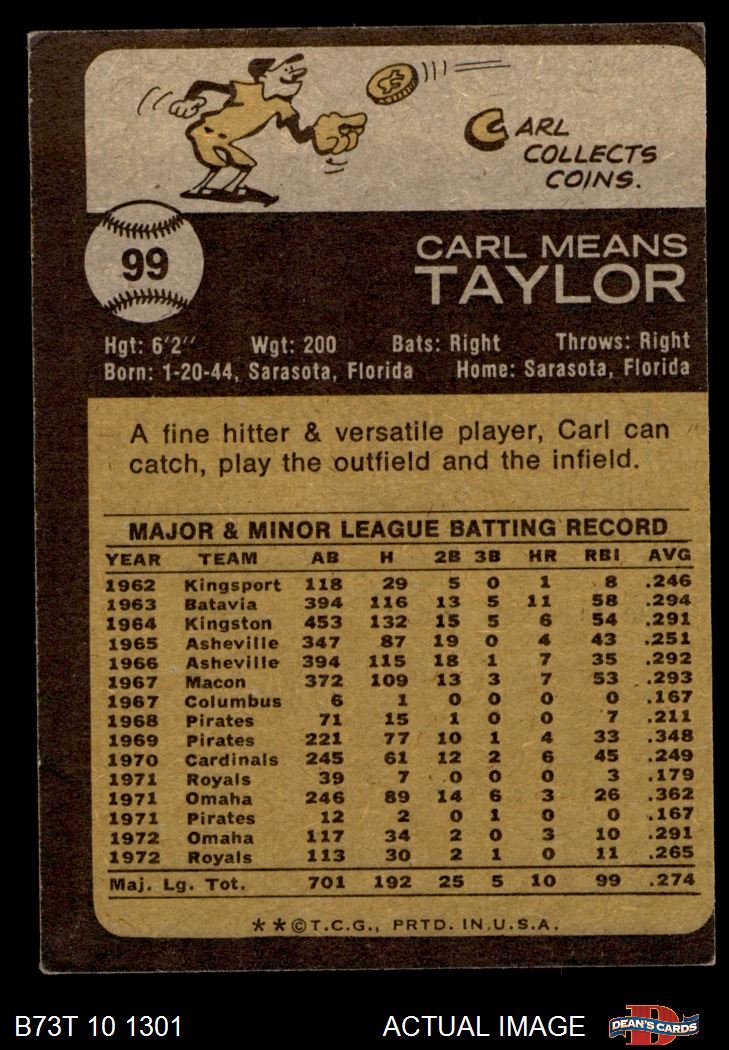 CARL
COLLECTS
COINS.
99
CARL MEANS
TAYLOR
Hgt: 6'2" Wgt: 200 Bats: Right Throws: Right
Born: 1-20-44, Sarasota, Florida Home: Sarasota, Florida
A fine hitter & versatile player, Carl can
catch, play the outfield and the infield.
MAJOR & MINOR LEAGUE BATTING RECORD
YEAR TEAM AB H 2B 3B HR RBI AVG
1962 Kingsport 118 29 5 0 1 8 .246
1963 Batavia 394 116 13 5 11 58 .294
1964 Kingston 453 132 15 5 6 54 .291
1965 Asheville 347 87 19 0 4 43 .251
1966 Asheville 394 115 18 1 7 35 .292
1967 Macon 372 109 13 3 7 53 .293
1967 Columbus 6 1 0 0 0 0 .167
1968 Pirates 71 15 1 0 0 7 .211
1969 Pirates 221 77 10 1 4 33 .348
1970 Cardinals 245 61 12 2 6 45 .249
1971 Royals 39 7 0 0 0 3 .179
1971 Omaha 246 89 14 6 3 26 .362
1971 Pirates 12 2 0 1 0 0 .167
1972 Omaha 117 34 2 0 3 10 .291
1972 Royals 113 30 2 1 0 11 .265
Maj. Lg. Tot. 701 192 25 5 10 99 .274
**©T.C.G., PRTD. IN U.S.A.
B73T 10 1301 ACTUAL IMAGE
D
DEAN'S CARDS